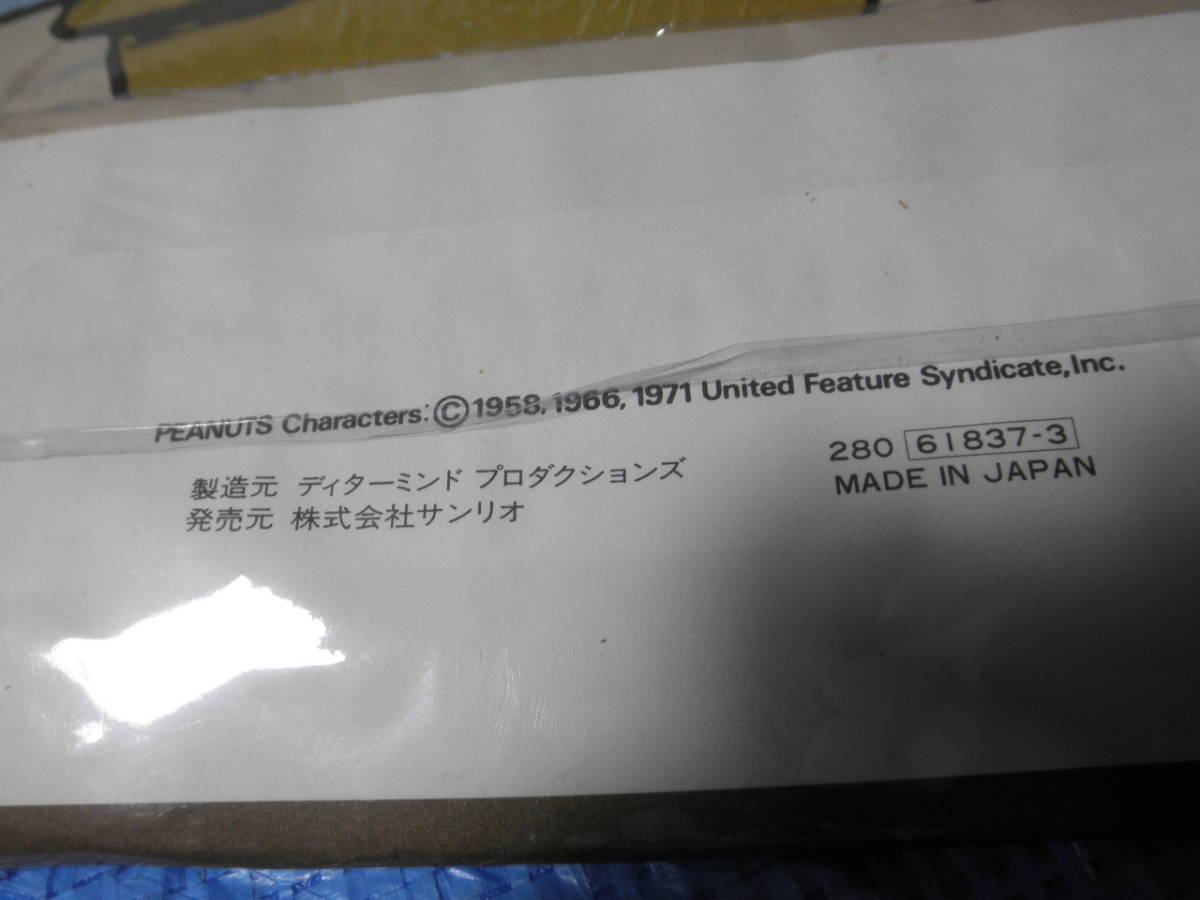 PEANUTS Characters: © 1958, 1966, 1971 United Feature Syndicate, Inc.
製造元 ディターミンド プロダクションズ
発売元 株式会社サンリオ
280 61837-3
MADE IN JAPAN